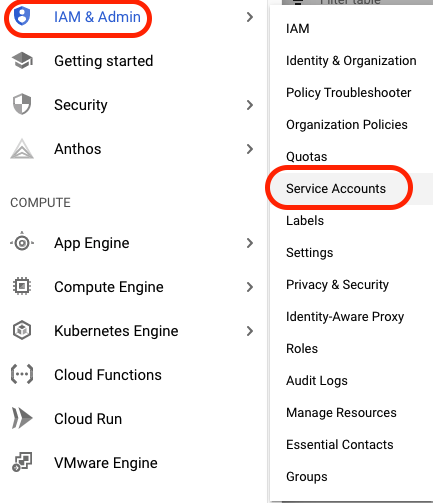 IAM & Admin
Getting started
Security
Anthos
COMPUTE
App Engine
Compute Engine
Kubernetes Engine
Cloud Functions
Cloud Run
VMware Engine
Filter table
IAM
Identity & Organization
Policy Troubleshooter
Organization Policies
Quotas
Service Accounts
Labels
Settings
Privacy & Security
Identity-Aware Proxy
Roles
Audit Logs
Manage Resources
Essential Contacts
Groups